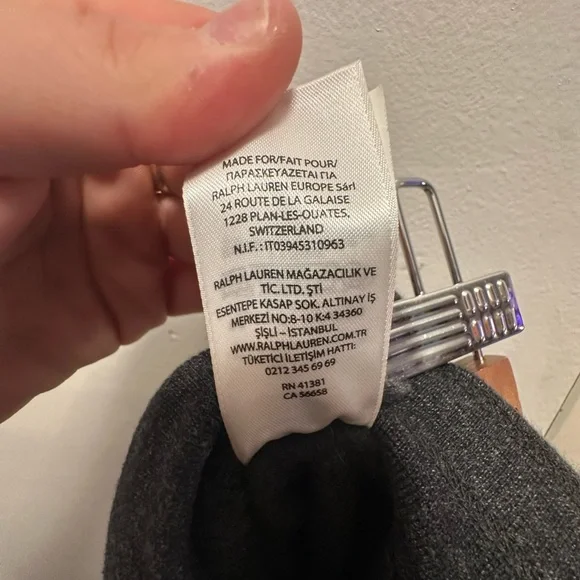 MADE FOR/FAIT POUR/
ΠΑΡΑΣΚΕΥΑΖΕΤΑΙ ΓΙΑ
RALPH LAUREN EUROPE Sárl
24 ROUTE DE LA GALAISE
1228 PLAN-LES-OUATES,
SWITZERLAND
N.I.F.: IT03945310963
RALPH LAUREN MAĞAZACILIK VE
TİC. LTD. ŞTİ
ESENTEPE KASAP SOK. ALTINAY İŞ
MERKEZİ NO:8-10 K:4 34360
ŞİŞLİ – İSTANBUL
WWW.RALPHLAUREN.COM.TR
TÜKETİCİ İLETİŞİM HATTI:
0212 345 69 69
RN 41381
CA 56658